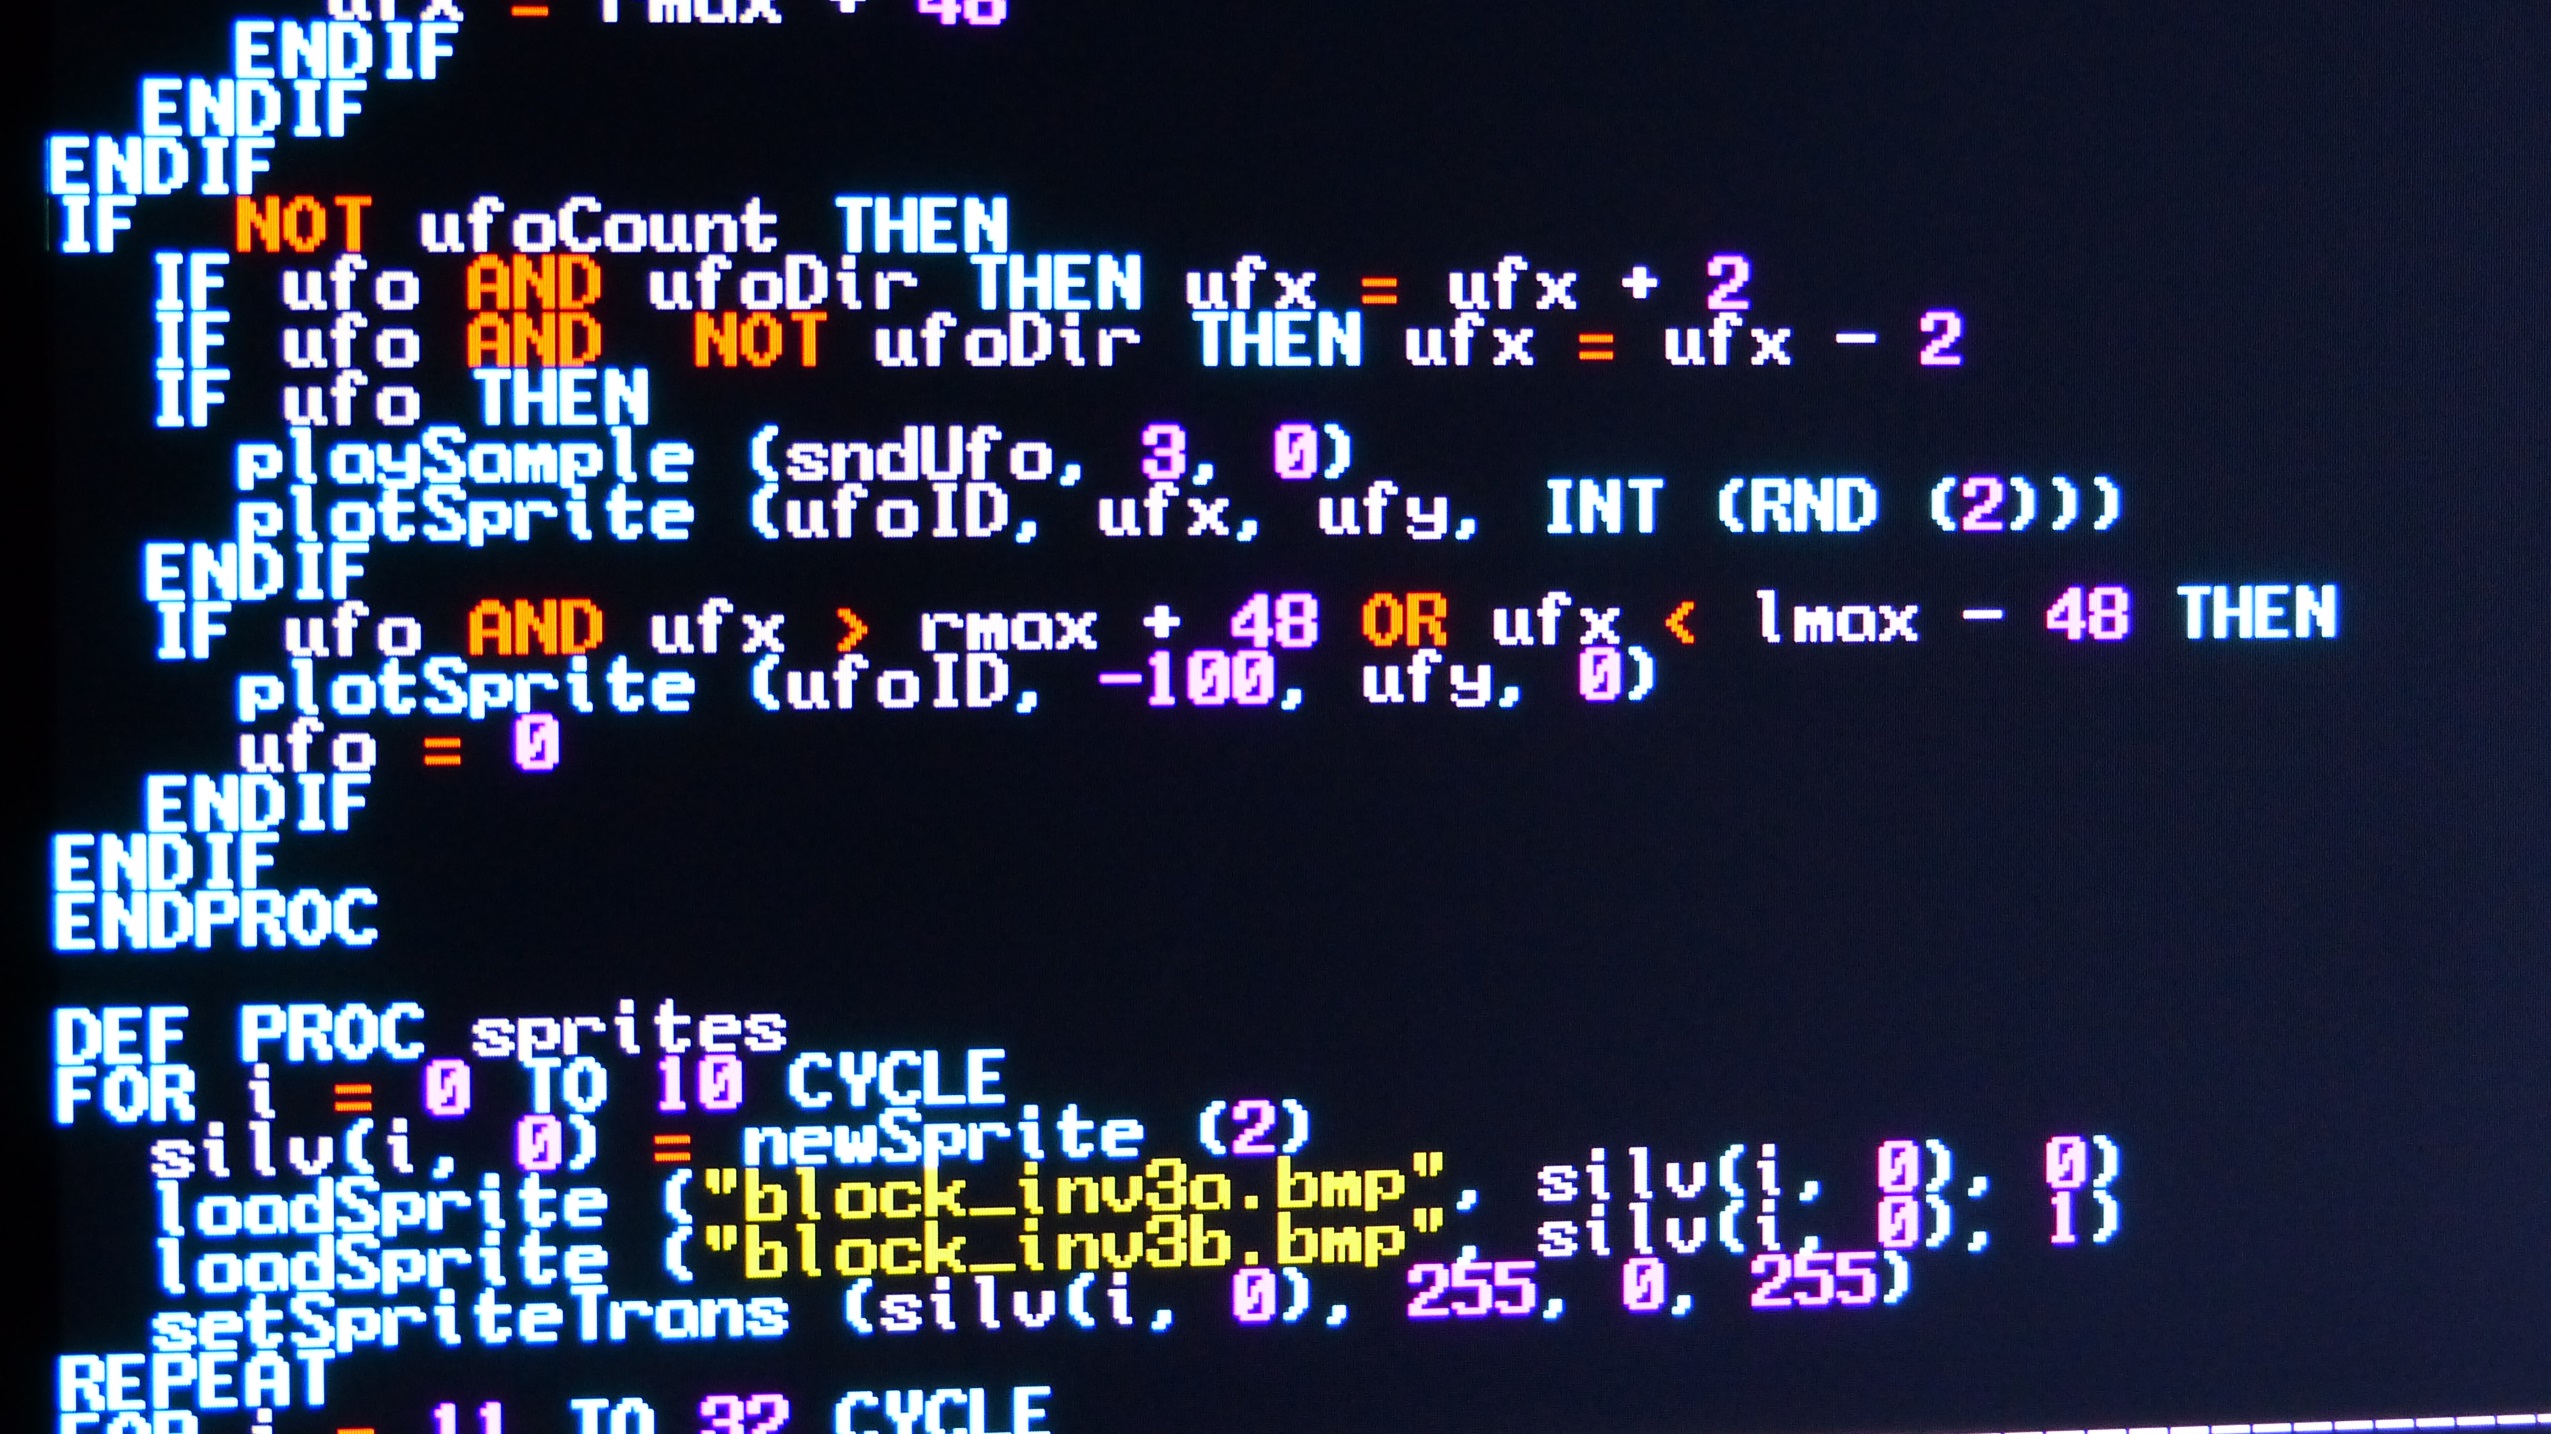 ufx = rmax + 48
ENDIF
ENDIF
ENDIF
IF NOT ufoCount THEN
IF ufo AND ufoDir THEN ufx = ufx + 2
IF ufo AND NOT ufoDir THEN ufx = ufx - 2
IF ufo THEN
playSample (sndUfo, 3, 0)
plotSprite (ufoID, ufx, ufy, INT (RND (2)))
ENDIF
IF ufo AND ufx > rmax + 48 OR ufx < lmax - 48 THEN
plotSprite (ufoID, -100, ufy, 0)
ufo = 0
ENDIF
ENDIF
ENDPROC
DEF PROC sprites
FOR i = 0 TO 10 CYCLE
silv(i, 0) = newSprite (2)
loadSprite ("block_inv3a.bmp", silv(i, 0), 0)
loadSprite ("block_inv3b.bmp", silv(i, 0), 1)
setSpriteTrans (silv(i, 0), 255, 0, 255)
REPEAT
FOR i = 11 TO 32 CYCLE